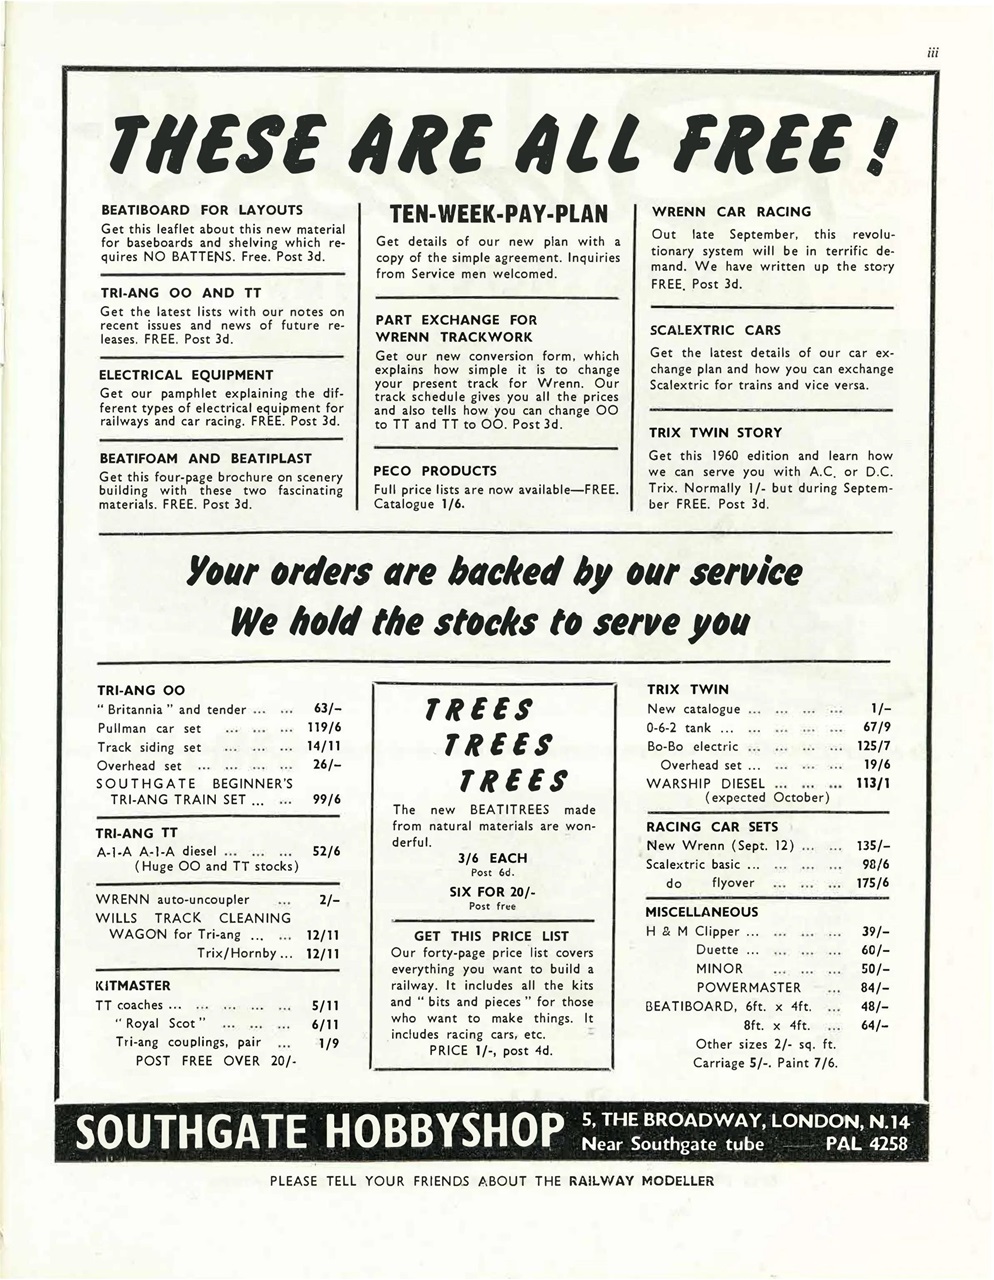 iii
THESE ARE ALL FREE!
BEATIBOARD FOR LAYOUTS
Get this leaflet about this new material
for baseboards and shelving which re-
quires NO BATTENS. Free. Post 3d.
TRI-ANG OO AND TT
Get the latest lists with our notes on
recent issues and news of future re-
leases. FREE. Post 3d.
ELECTRICAL EQUIPMENT
Get our pamphlet explaining the dif-
ferent types of electrical equipment for
railways and car racing. FREE. Post 3d.
BEATIFOAM AND BEATIPLAST
Get this four-page brochure on scenery
building with these two fascinating
materials. FREE. Post 3d.
TEN-WEEK-PAY-PLAN
Get details of our new plan with a
copy of the simple agreement. Inquiries
from Service men welcomed.
PART EXCHANGE FOR
WRENN TRACKWORK
Get our new conversion form, which
explains how simple it is to change
your present track for Wrenn. Our
track schedule gives you all the prices
and also tells how you can change OO
to TT and TT to OO. Post 3d.
PECO PRODUCTS
Full price lists are now available—FREE.
Catalogue 1/6.
WRENN CAR RACING
Out late September, this revolu-
tionary system will be in terrific de-
mand. We have written up the story
FREE. Post 3d.
SCALEXTRIC CARS
Get the latest details of our car ex-
change plan and how you can exchange
Scalextric for trains and vice versa.
TRIX TWIN STORY
Get this 1960 edition and learn how
we can serve you with A.C. or D.C.
Trix. Normally 1/- but during Septem-
ber FREE. Post 3d.
Your orders are backed by our service
We hold the stocks to serve you
TRI-ANG OO
"Britannia" and tender ... ... 63/-
Pullman car set ... ... ... 119/6
Track siding set ... ... ... 14/11
Overhead set ... ... ... ... 26/-
SOUTHGATE BEGINNER'S
TRI-ANG TRAIN SET ... ... 99/6
TRI-ANG TT
A-1-A A-1-A diesel ... ... ... 52/6
(Huge OO and TT stocks)
WRENN auto-uncoupler ... 2/-
WILLS TRACK CLEANING
WAGON for Tri-ang ... ... 12/11
Trix/Hornby ... 12/11
KITMASTER
TT coaches ... ... ... ... ... 5/11
"Royal Scot" ... ... ... 6/11
Tri-ang couplings, pair ... 1/9
POST FREE OVER 20/-
TREES
TREES
TREES
The new BEATITREES made
from natural materials are won-
derful.
3/6 EACH
Post 6d.
SIX FOR 20/-
Post free
GET THIS PRICE LIST
Our forty-page price list covers
everything you want to build a
railway. It includes all the kits
and "bits and pieces" for those
who want to make things. It
includes racing cars, etc.
PRICE 1/-, post 4d.
TRIX TWIN
New catalogue ... ... ... ... 1/-
0-6-2 tank ... ... ... ... ... 67/9
Bo-Bo electric ... ... ... ... 125/7
Overhead set ... ... ... ... 19/6
WARSHIP DIESEL ... ... ... 113/1
(expected October)
RACING CAR SETS
New Wrenn (Sept. 12) ... ... 135/-
Scalextric basic ... ... ... ... 98/6
do flyover ... ... ... 175/6
MISCELLANEOUS
H & M Clipper ... ... ... ... 39/-
Duette ... ... ... ... 60/-
MINOR ... ... ... 50/-
POWERMASTER ... 84/-
BEATIBOARD, 6ft. x 4ft. ... 48/-
8ft. x 4ft. ... 64/-
Other sizes 2/- sq. ft.
Carriage 5/-. Paint 7/6.
SOUTHGATE HOBBYSHOP
5, THE BROADWAY, LONDON, N.14
Near Southgate tube PAL 4258
PLEASE TELL YOUR FRIENDS ABOUT THE RAILWAY MODELLER